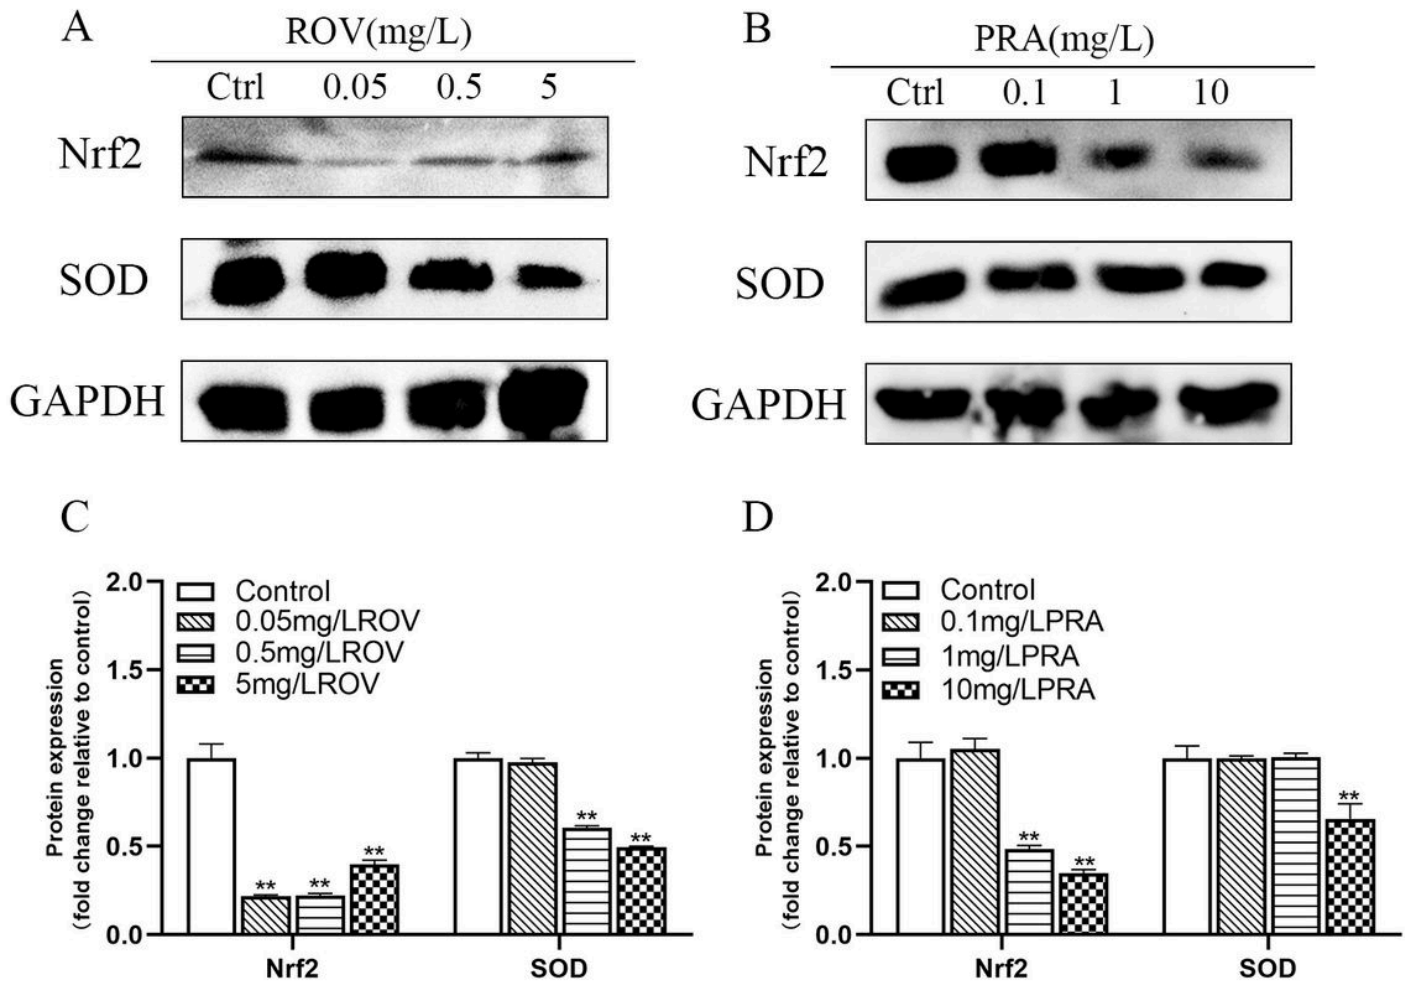 A
ROV(mg/L)
Ctrl 0.05 0.5 5
Nrf2
SOD
GAPDH
B
PRA(mg/L)
Ctrl 0.1 1 10
Nrf2
SOD
GAPDH
C
Protein expression
(fold change relative to control)
2.0
1.5
1.0
0.5
0.0
Control
0.05mg/LROV
0.5mg/LROV
5mg/LROV
** ** **
** **
Nrf2 SOD
D
Protein expression
(fold change relative to control)
2.0
1.5
1.0
0.5
0.0
Control
0.1mg/LPRA
1mg/LPRA
10mg/LPRA
** **
**
Nrf2 SOD